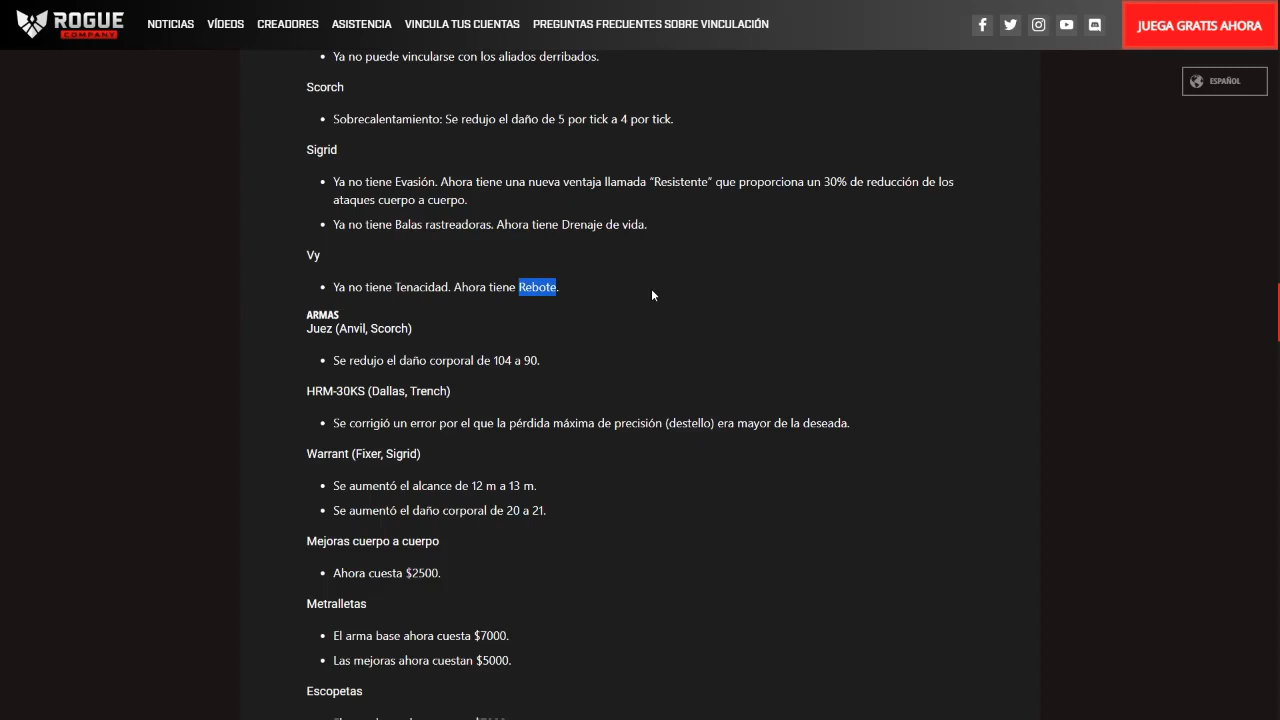 ROGUE
COMPANY
NOTICIAS
VÍDEOS
CREADORES
ASISTENCIA
VINCULA TUS CUENTAS
PREGUNTAS FRECUENTES SOBRE VINCULACIÓN
JUEGA GRATIS AHORA
ESPAÑOL
Ya no puede vincularse con los aliados derribados.
Scorch
Sobrecalentamiento: Se redujo el daño de 5 por tick a 4 por tick.
Sigrid
Ya no tiene Evasión. Ahora tiene una nueva ventaja llamada “Resistente” que proporciona un 30% de reducción de los
ataques cuerpo a cuerpo.
Ya no tiene Balas rastreadoras. Ahora tiene Drenaje de vida.
Vy
Ya no tiene Tenacidad. Ahora tiene Rebote.
ARMAS
Juez (Anvil, Scorch)
Se redujo el daño corporal de 104 a 90.
HRM-30KS (Dallas, Trench)
Se corrigió un error por el que la pérdida máxima de precisión (destello) era mayor de la deseada.
Warrant (Fixer, Sigrid)
Se aumentó el alcance de 12 m a 13 m.
Se aumentó el daño corporal de 20 a 21.
Mejoras cuerpo a cuerpo
Ahora cuesta $2500.
Metralletas
El arma base ahora cuesta $7000.
Las mejoras ahora cuestan $5000.
Escopetas